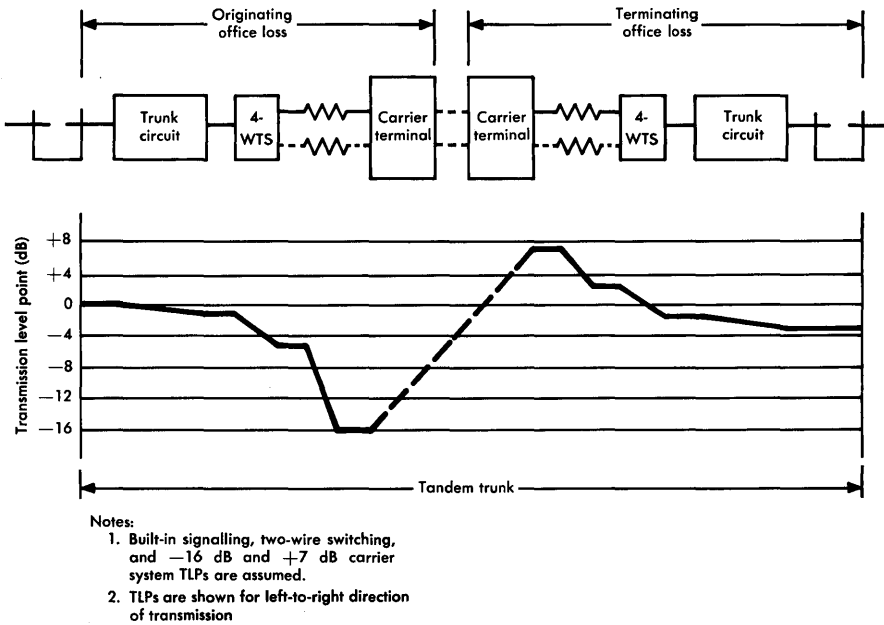 Originating
office loss
Terminating
office loss
Trunk
circuit
4-
WTS
Carrier
terminal
Carrier
terminal
4-
WTS
Trunk
circuit
Transmission level point (dB)
+8
+4
0
−4
−8
−12
−16
Tandem trunk
Notes:
1. Built-in signalling, two-wire switching,
and −16 dB and +7 dB carrier
system TLPs are assumed.
2. TLPs are shown for left-to-right direction
of transmission